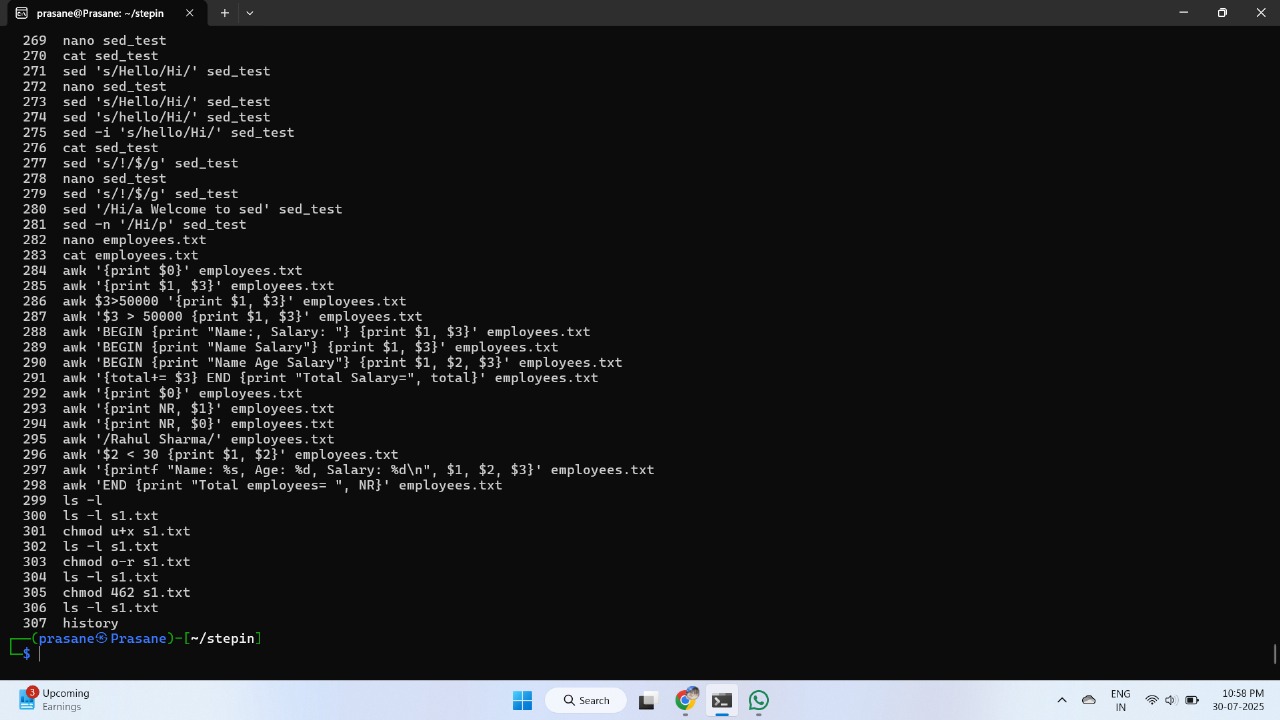 prasane@Prasane: ~/stepin
269 nano sed_test
270 cat sed_test
271 sed 's/Hello/Hi/' sed_test
272 nano sed_test
273 sed 's/Hello/Hi/' sed_test
274 sed 's/hello/Hi/' sed_test
275 sed -i 's/hello/Hi/' sed_test
276 cat sed_test
277 sed 's/!/$/g' sed_test
278 nano sed_test
279 sed 's/!/$/g' sed_test
280 sed '/Hi/a Welcome to sed' sed_test
281 sed -n '/Hi/p' sed_test
282 nano employees.txt
283 cat employees.txt
284 awk '{print $0}' employees.txt
285 awk '{print $1, $3}' employees.txt
286 awk $3>50000 '{print $1, $3}' employees.txt
287 awk '$3 > 50000 {print $1, $3}' employees.txt
288 awk 'BEGIN {print "Name:, Salary: "} {print $1, $3}' employees.txt
289 awk 'BEGIN {print "Name Salary"} {print $1, $3}' employees.txt
290 awk 'BEGIN {print "Name Age Salary"} {print $1, $2, $3}' employees.txt
291 awk '{total+= $3} END {print "Total Salary=", total}' employees.txt
292 awk '{print $0}' employees.txt
293 awk '{print NR, $1}' employees.txt
294 awk '{print NR, $0}' employees.txt
295 awk '/Rahul Sharma/' employees.txt
296 awk '$2 < 30 {print $1, $2}' employees.txt
297 awk '{printf "Name: %s, Age: %d, Salary: %d\n", $1, $2, $3}' employees.txt
298 awk 'END {print "Total employees= ", NR}' employees.txt
299 ls -l
300 ls -l s1.txt
301 chmod u+x s1.txt
302 ls -l s1.txt
303 chmod o-r s1.txt
304 ls -l s1.txt
305 chmod 462 s1.txt
306 ls -l s1.txt
307 history
┌──(prasane㉿Prasane)-[~/stepin]
└─$
3 Upcoming
Earnings
Search
ENG
IN
10:58 PM
30-07-2025